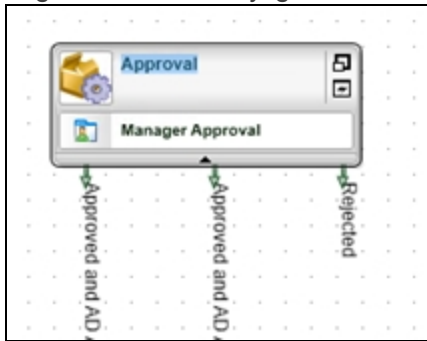 Approval
Manager Approval
Approved and AD
Approved and AD
Rejected